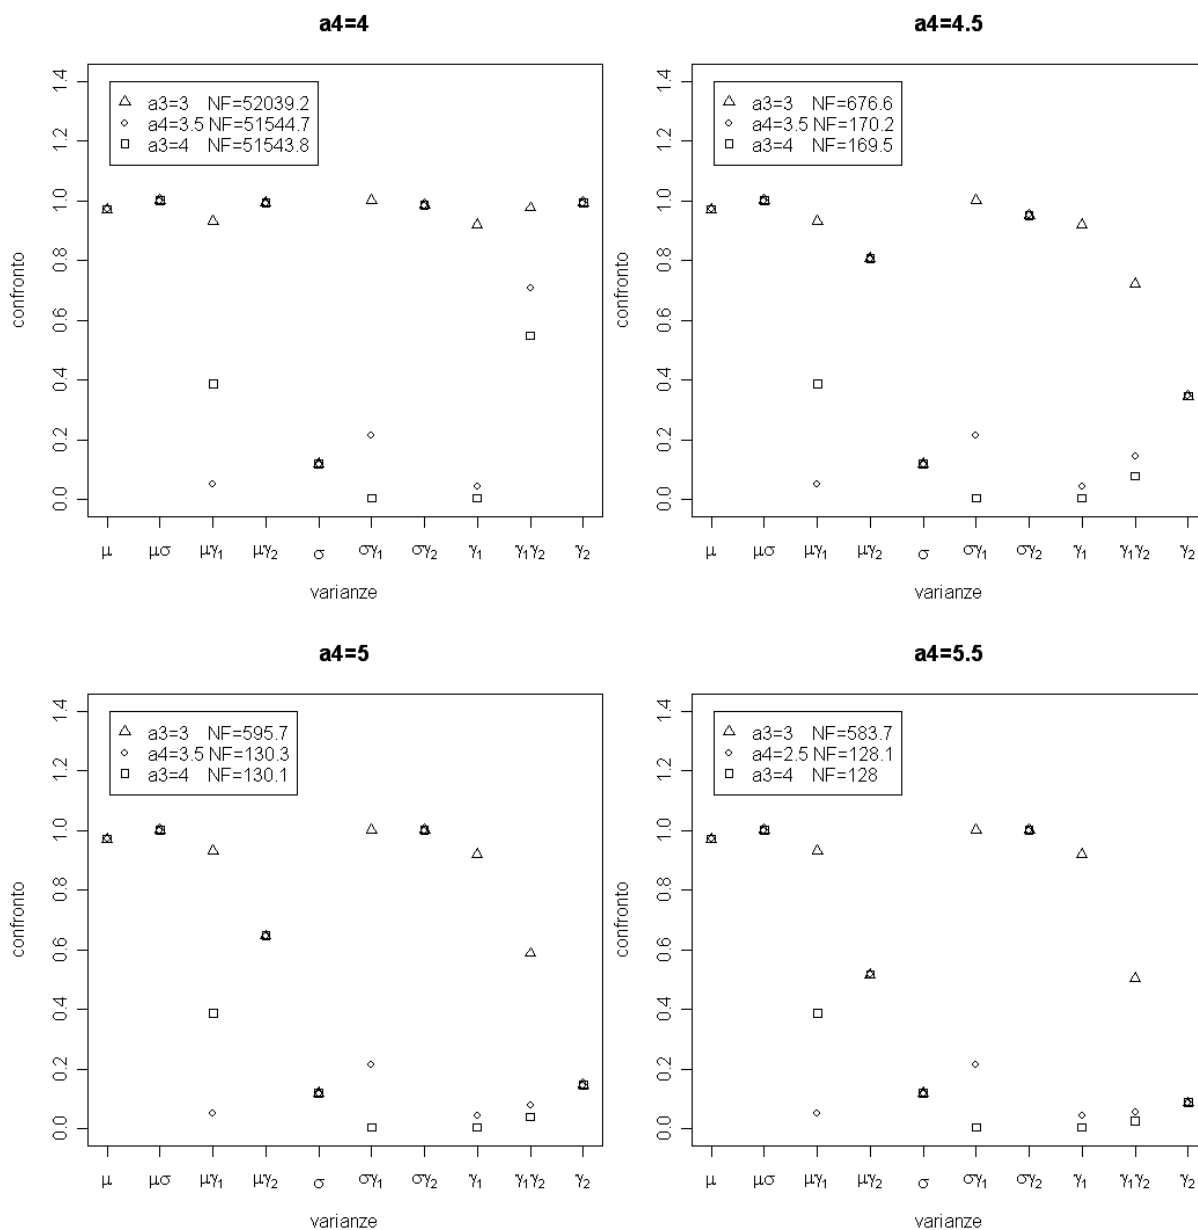 a4=4
1.4
1.2
1.0
0.8
0.6
0.4
0.2
0.0
confronto
△ a3=3 NF=52039.2
○ a4=3.5 NF=51544.7
□ a3=4 NF=51543.8
μ μσ μγ₁ μγ₂ σ σγ₁ σγ₂ γ₁ γ₁γ₂ γ₂
varianze
a4=4.5
1.4
1.2
1.0
0.8
0.6
0.4
0.2
0.0
confronto
△ a3=3 NF=676.6
○ a4=3.5 NF=170.2
□ a3=4 NF=169.5
μ μσ μγ₁ μγ₂ σ σγ₁ σγ₂ γ₁ γ₁γ₂ γ₂
varianze
a4=5
1.4
1.2
1.0
0.8
0.6
0.4
0.2
0.0
confronto
△ a3=3 NF=595.7
○ a4=3.5 NF=130.3
□ a3=4 NF=130.1
μ μσ μγ₁ μγ₂ σ σγ₁ σγ₂ γ₁ γ₁γ₂ γ₂
varianze
a4=5.5
1.4
1.2
1.0
0.8
0.6
0.4
0.2
0.0
confronto
△ a3=3 NF=583.7
○ a4=2.5 NF=128.1
□ a3=4 NF=128
μ μσ μγ₁ μγ₂ σ σγ₁ σγ₂ γ₁ γ₁γ₂ γ₂
varianze